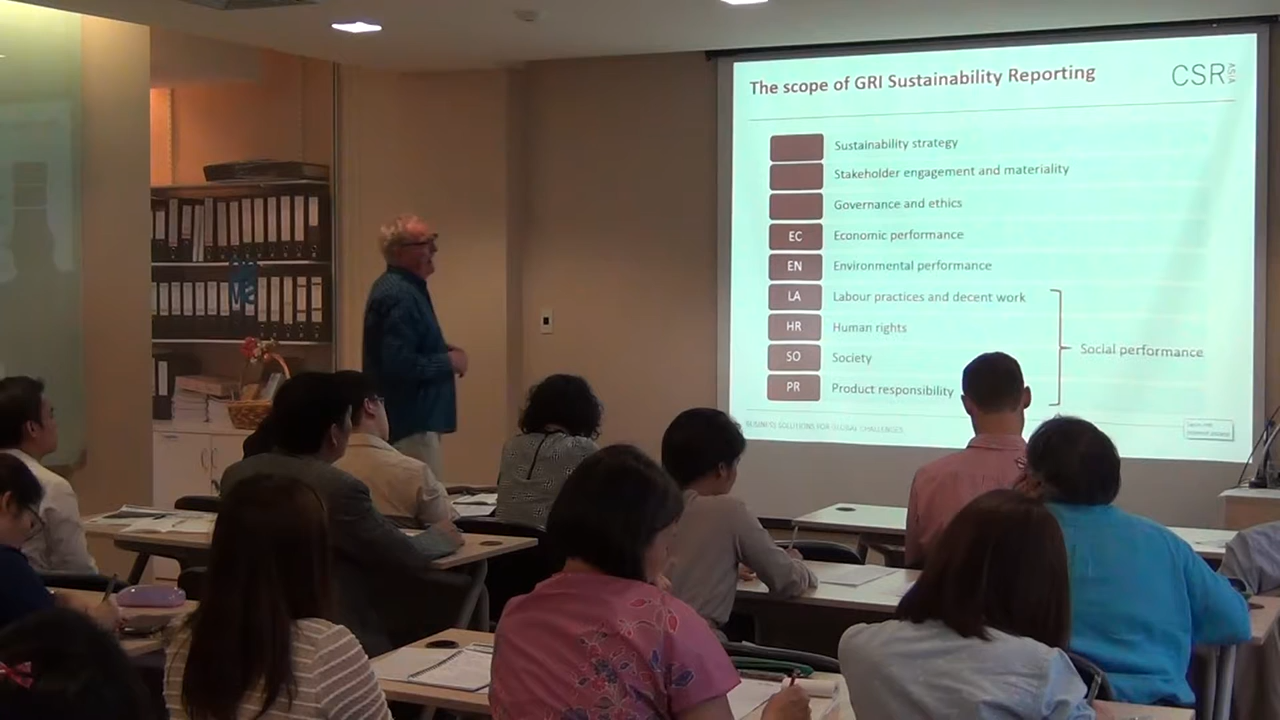 The scope of GRI Sustainability Reporting
CSR ASIA
Sustainability strategy
Stakeholder engagement and materiality
Governance and ethics
EC Economic performance
EN Environmental performance
LA Labour practices and decent work
HR Human rights
SO Society
PR Product responsibility
Social performance
BUSINESS SOLUTIONS FOR GLOBAL CHALLENGES